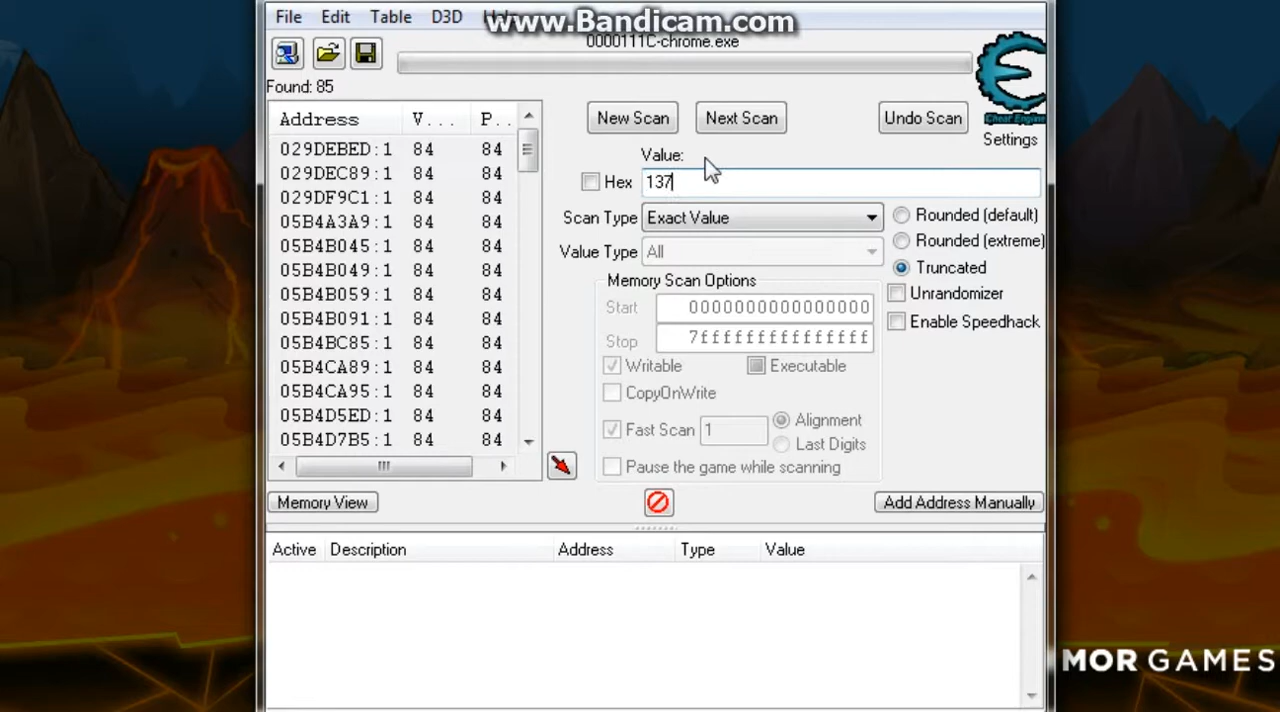 www.Bandicam.com
File Edit Table D3D Help
0000111C-chrome.exe
Found: 85
Address V... P..
029DEBED:1 84 84
029DEC89:1 84 84
029DF9C1:1 84 84
05B4A3A9:1 84 84
05B4B045:1 84 84
05B4B049:1 84 84
05B4B059:1 84 84
05B4B091:1 84 84
05B4BC85:1 84 84
05B4CA89:1 84 84
05B4CA95:1 84 84
05B4D5ED:1 84 84
05B4D7B5:1 84 84
New Scan Next Scan Undo Scan
Cheat Engine
Settings
Value:
Hex 137
Scan Type Exact Value
Value Type All
Rounded (default)
Rounded (extreme)
Truncated
Unrandomizer
Enable Speedhack
Memory Scan Options
Start 0000000000000000
Stop 7fffffffffffffff
Writable Executable
CopyOnWrite
Fast Scan 1 Alignment
Last Digits
Pause the game while scanning
Memory View Add Address Manually
Active Description Address Type Value
MOR GAMES